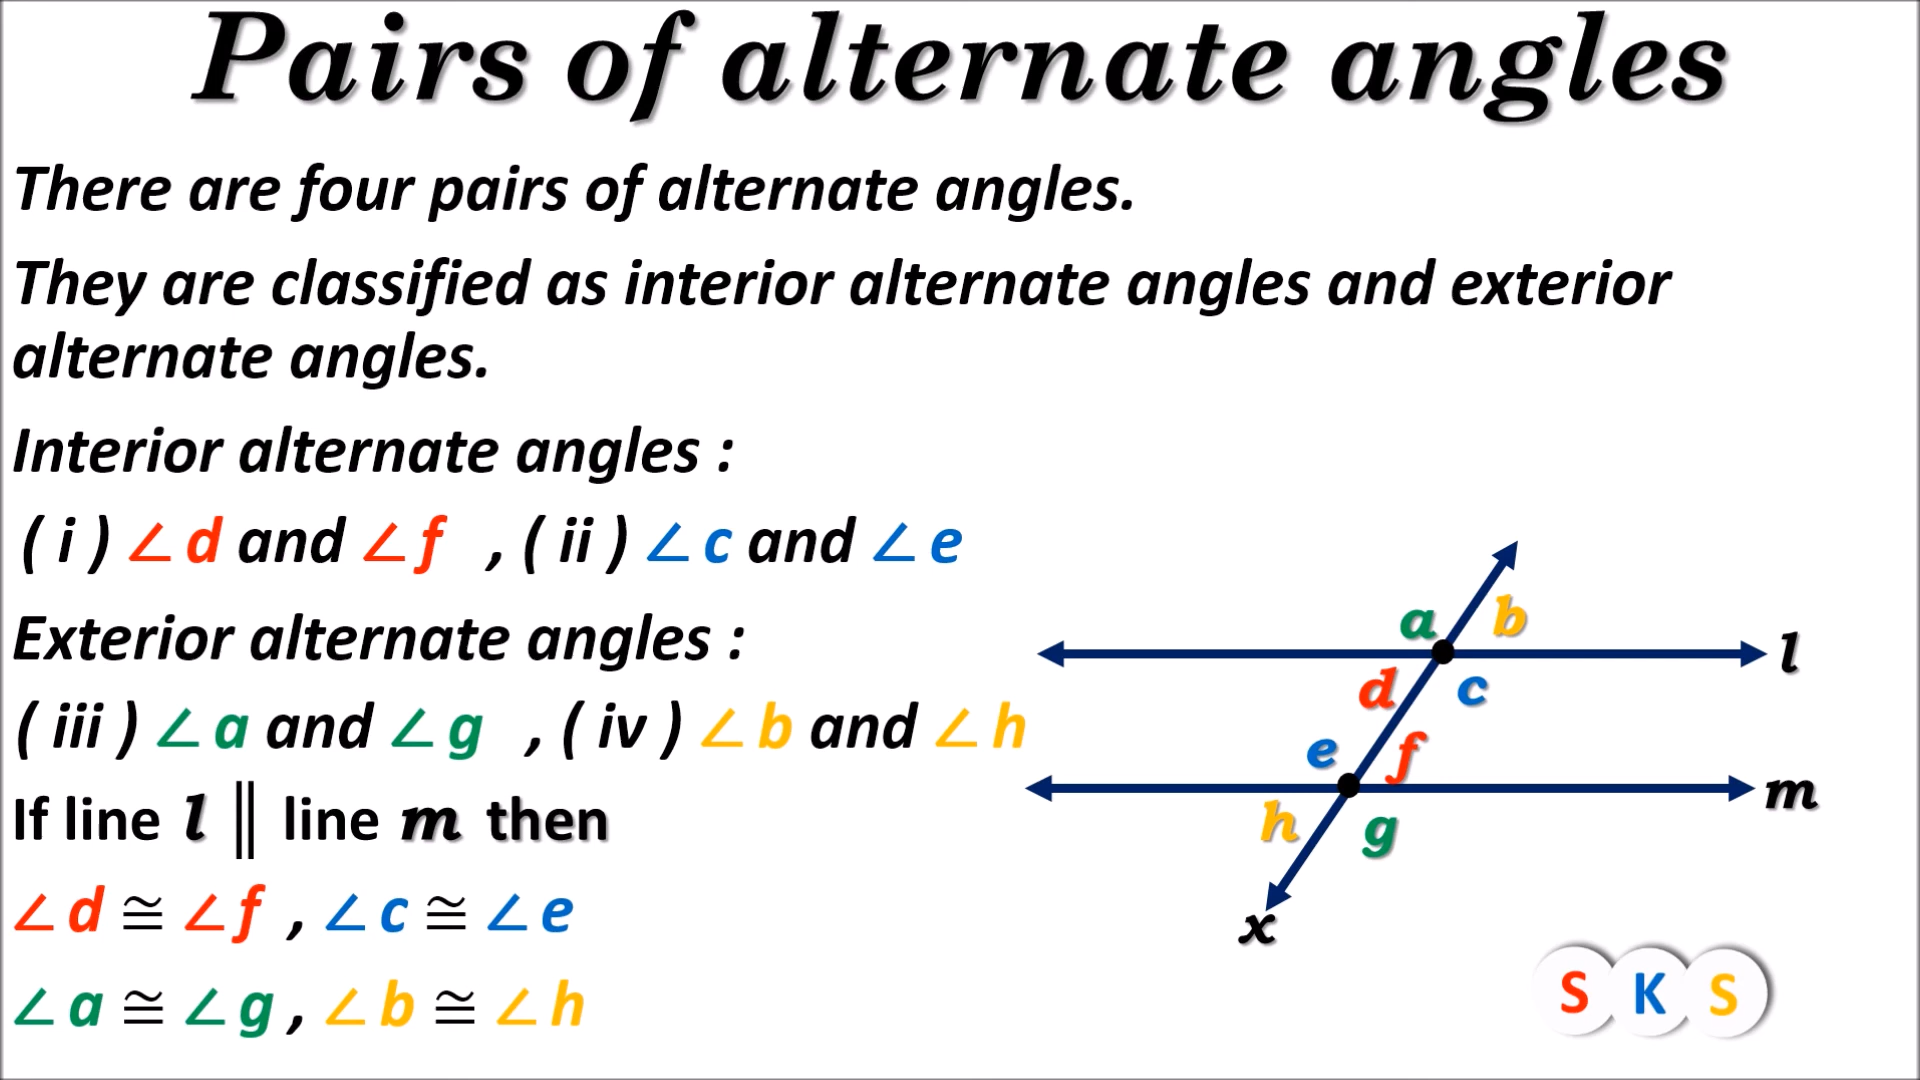 Pairs of alternate angles
There are four pairs of alternate angles.
They are classified as interior alternate angles and exterior
alternate angles.
Interior alternate angles :
( i ) ∠d and ∠f , ( ii ) ∠c and ∠e
Exterior alternate angles :
( iii ) ∠a and ∠g , ( iv ) ∠b and ∠h
If line l ∥ line m then
∠d ≅ ∠f , ∠c ≅ ∠e
∠a ≅ ∠g , ∠b ≅ ∠h
a b
l
d c
e f
m
h g
x
S K S